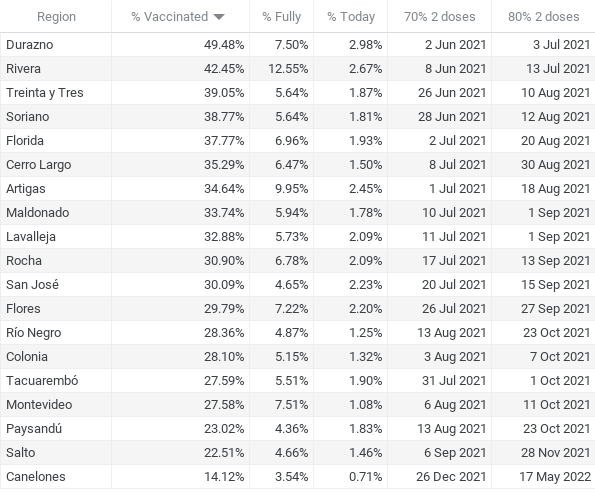 Region % Vaccinated % Fully % Today 70% 2 doses 80% 2 doses
Durazno 49.48% 7.50% 2.98% 2 Jun 2021 3 Jul 2021
Rivera 42.45% 12.55% 2.67% 8 Jun 2021 13 Jul 2021
Treinta y Tres 39.05% 5.64% 1.87% 26 Jun 2021 10 Aug 2021
Soriano 38.77% 5.64% 1.81% 28 Jun 2021 12 Aug 2021
Florida 37.77% 6.96% 1.93% 2 Jul 2021 20 Aug 2021
Cerro Largo 35.29% 6.47% 1.50% 8 Jul 2021 30 Aug 2021
Artigas 34.64% 9.95% 2.45% 1 Jul 2021 18 Aug 2021
Maldonado 33.74% 5.94% 1.78% 10 Jul 2021 1 Sep 2021
Lavalleja 32.88% 5.73% 2.09% 11 Jul 2021 1 Sep 2021
Rocha 30.90% 6.78% 2.09% 17 Jul 2021 13 Sep 2021
San José 30.09% 4.65% 2.23% 20 Jul 2021 15 Sep 2021
Flores 29.79% 7.22% 2.20% 26 Jul 2021 27 Sep 2021
Río Negro 28.36% 4.87% 1.25% 13 Aug 2021 23 Oct 2021
Colonia 28.10% 5.15% 1.32% 3 Aug 2021 7 Oct 2021
Tacuarembó 27.59% 5.51% 1.90% 31 Jul 2021 1 Oct 2021
Montevideo 27.58% 7.51% 1.08% 6 Aug 2021 11 Oct 2021
Paysandú 23.02% 4.36% 1.83% 13 Aug 2021 23 Oct 2021
Salto 22.51% 4.66% 1.46% 6 Sep 2021 28 Nov 2021
Canelones 14.12% 3.54% 0.71% 26 Dec 2021 17 May 2022